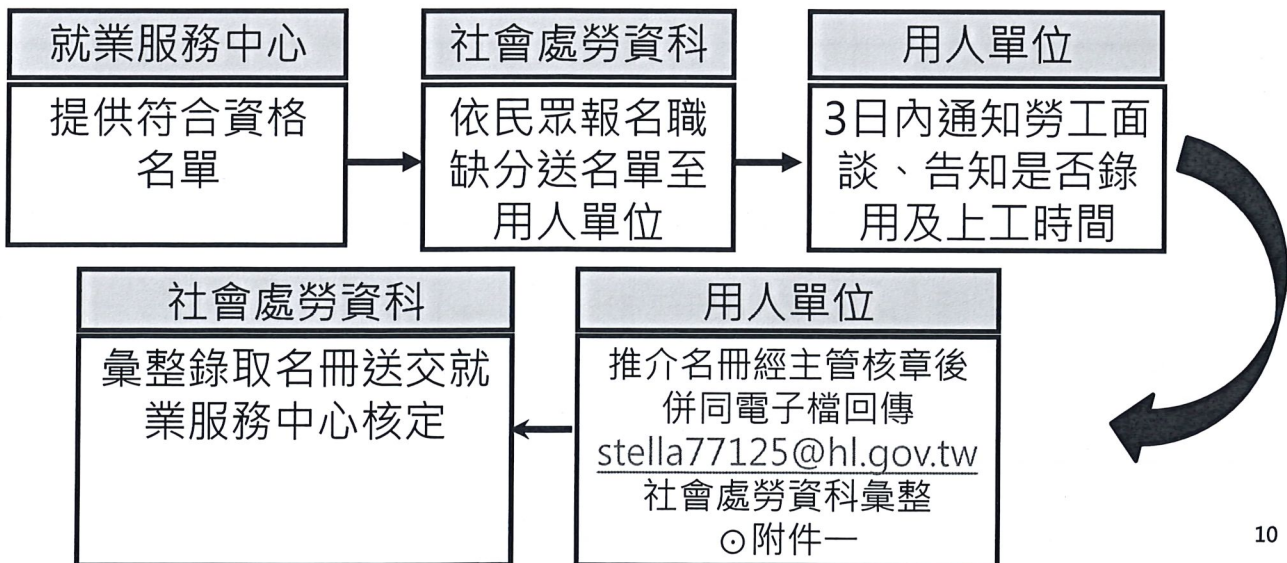 就業服務中心
提供符合資格
名單
社會處勞資科
依民眾報名職
缺分送名單至
用人單位
用人單位
3日內通知勞工面
談、告知是否錄
用及上工時間
用人單位
推介名冊經主管核章後
併同電子檔回傳
stella77125@hl.gov.tw
社會處勞資科彙整
⊙附件一
社會處勞資科
彙整錄取名冊送交就
業服務中心核定
10